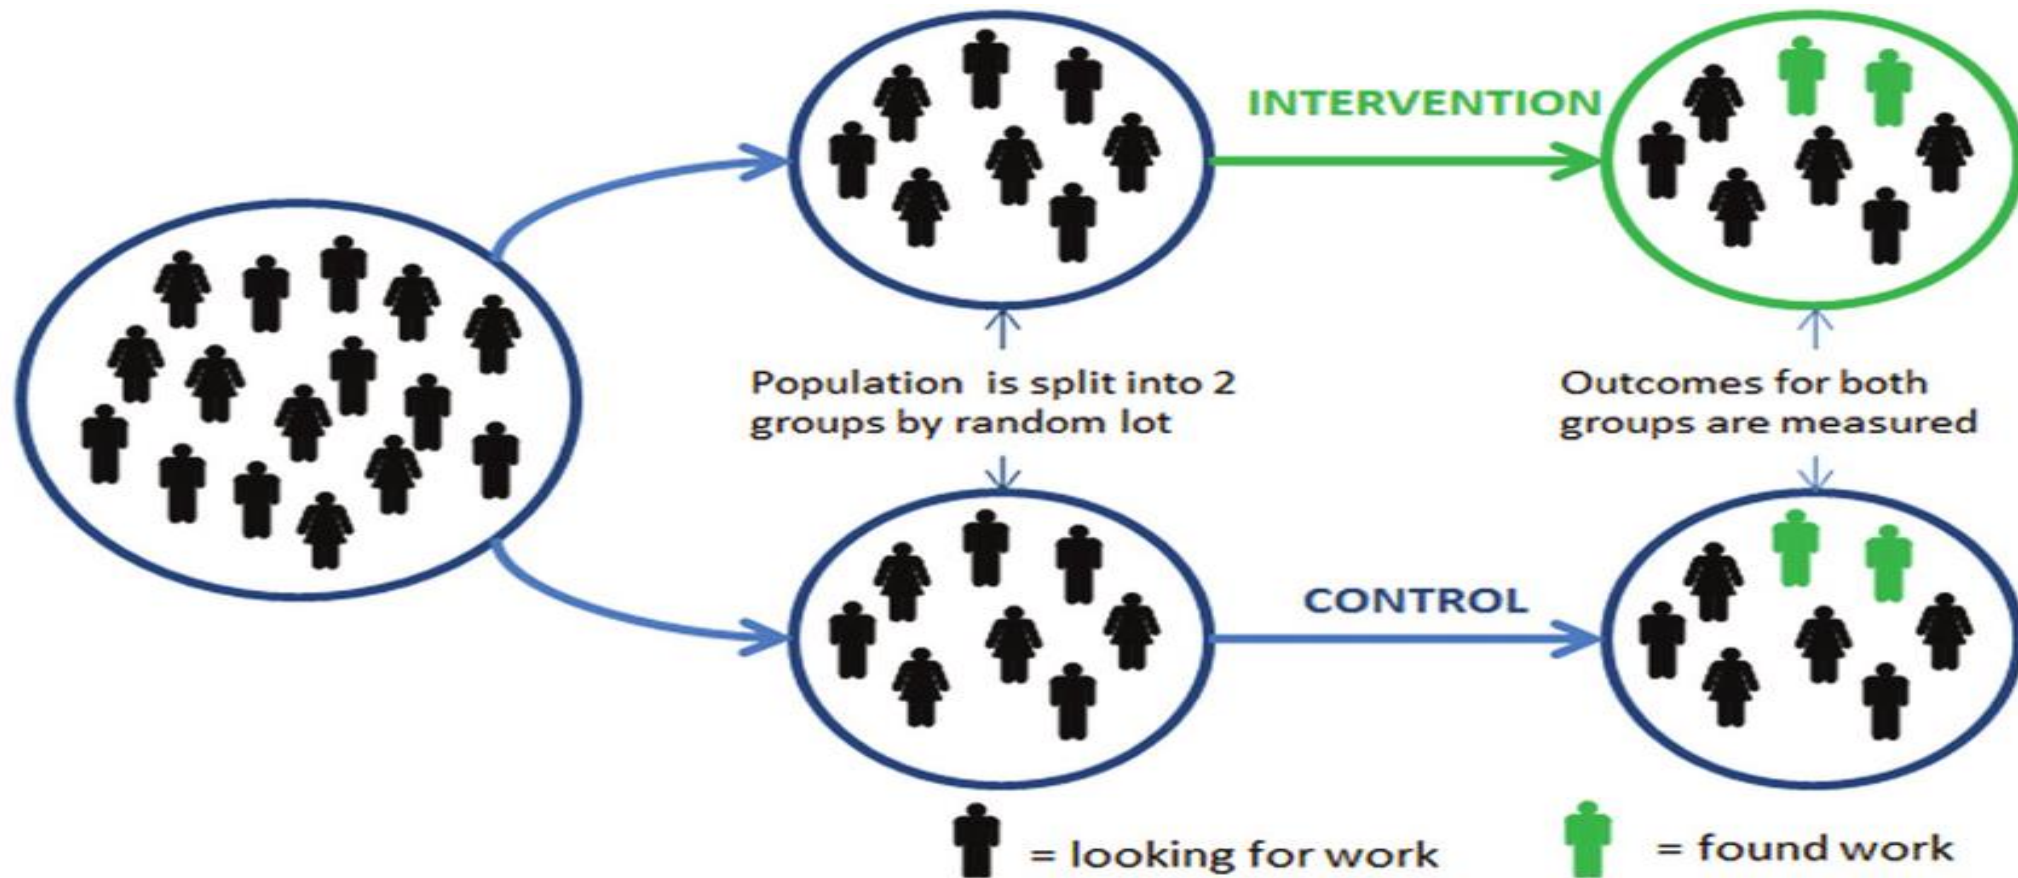 INTERVENTION
Population is split into 2
groups by random lot
Outcomes for both
groups are measured
CONTROL
= looking for work
= found work